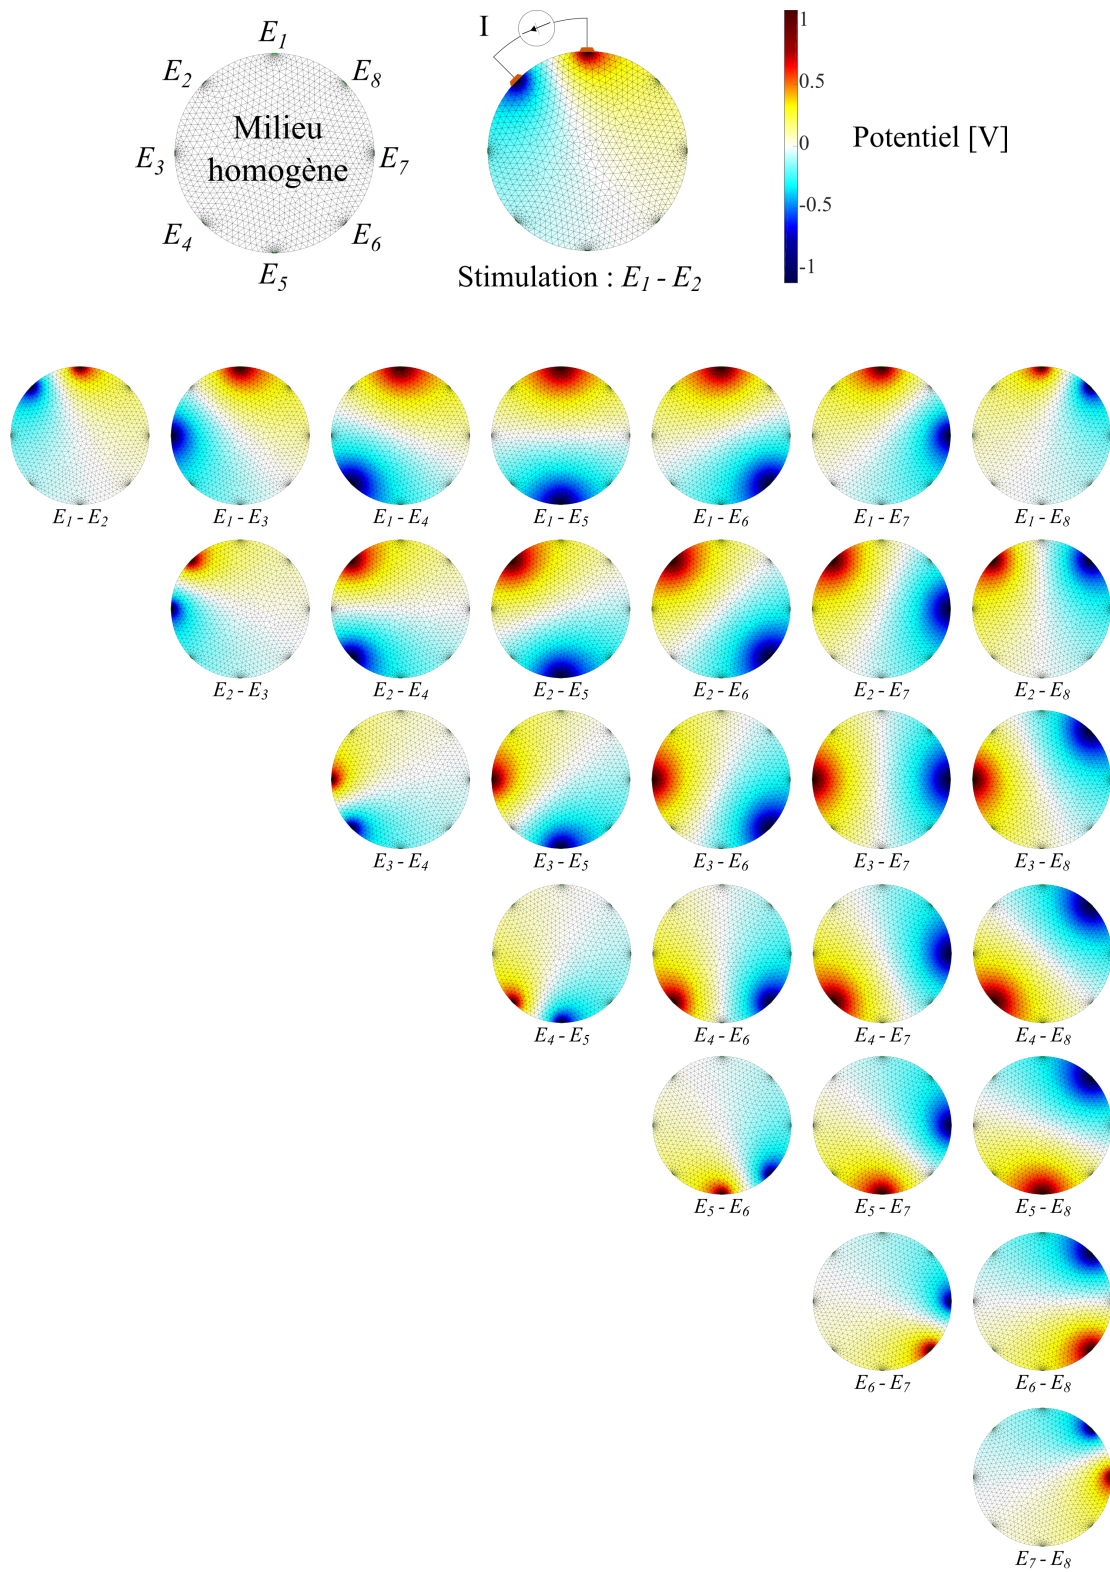 E1
E2
E8
Milieu
homogène
E3
E7
E4
E6
E5
I
Stimulation : E1 - E2
1
0.5
0
-0.5
-1
Potentiel [V]
E1 - E2
E1 - E3
E1 - E4
E1 - E5
E1 - E6
E1 - E7
E1 - E8
E2 - E3
E2 - E4
E2 - E5
E2 - E6
E2 - E7
E2 - E8
E3 - E4
E3 - E5
E3 - E6
E3 - E7
E3 - E8
E4 - E5
E4 - E6
E4 - E7
E4 - E8
E5 - E6
E5 - E7
E5 - E8
E6 - E7
E6 - E8
E7 - E8